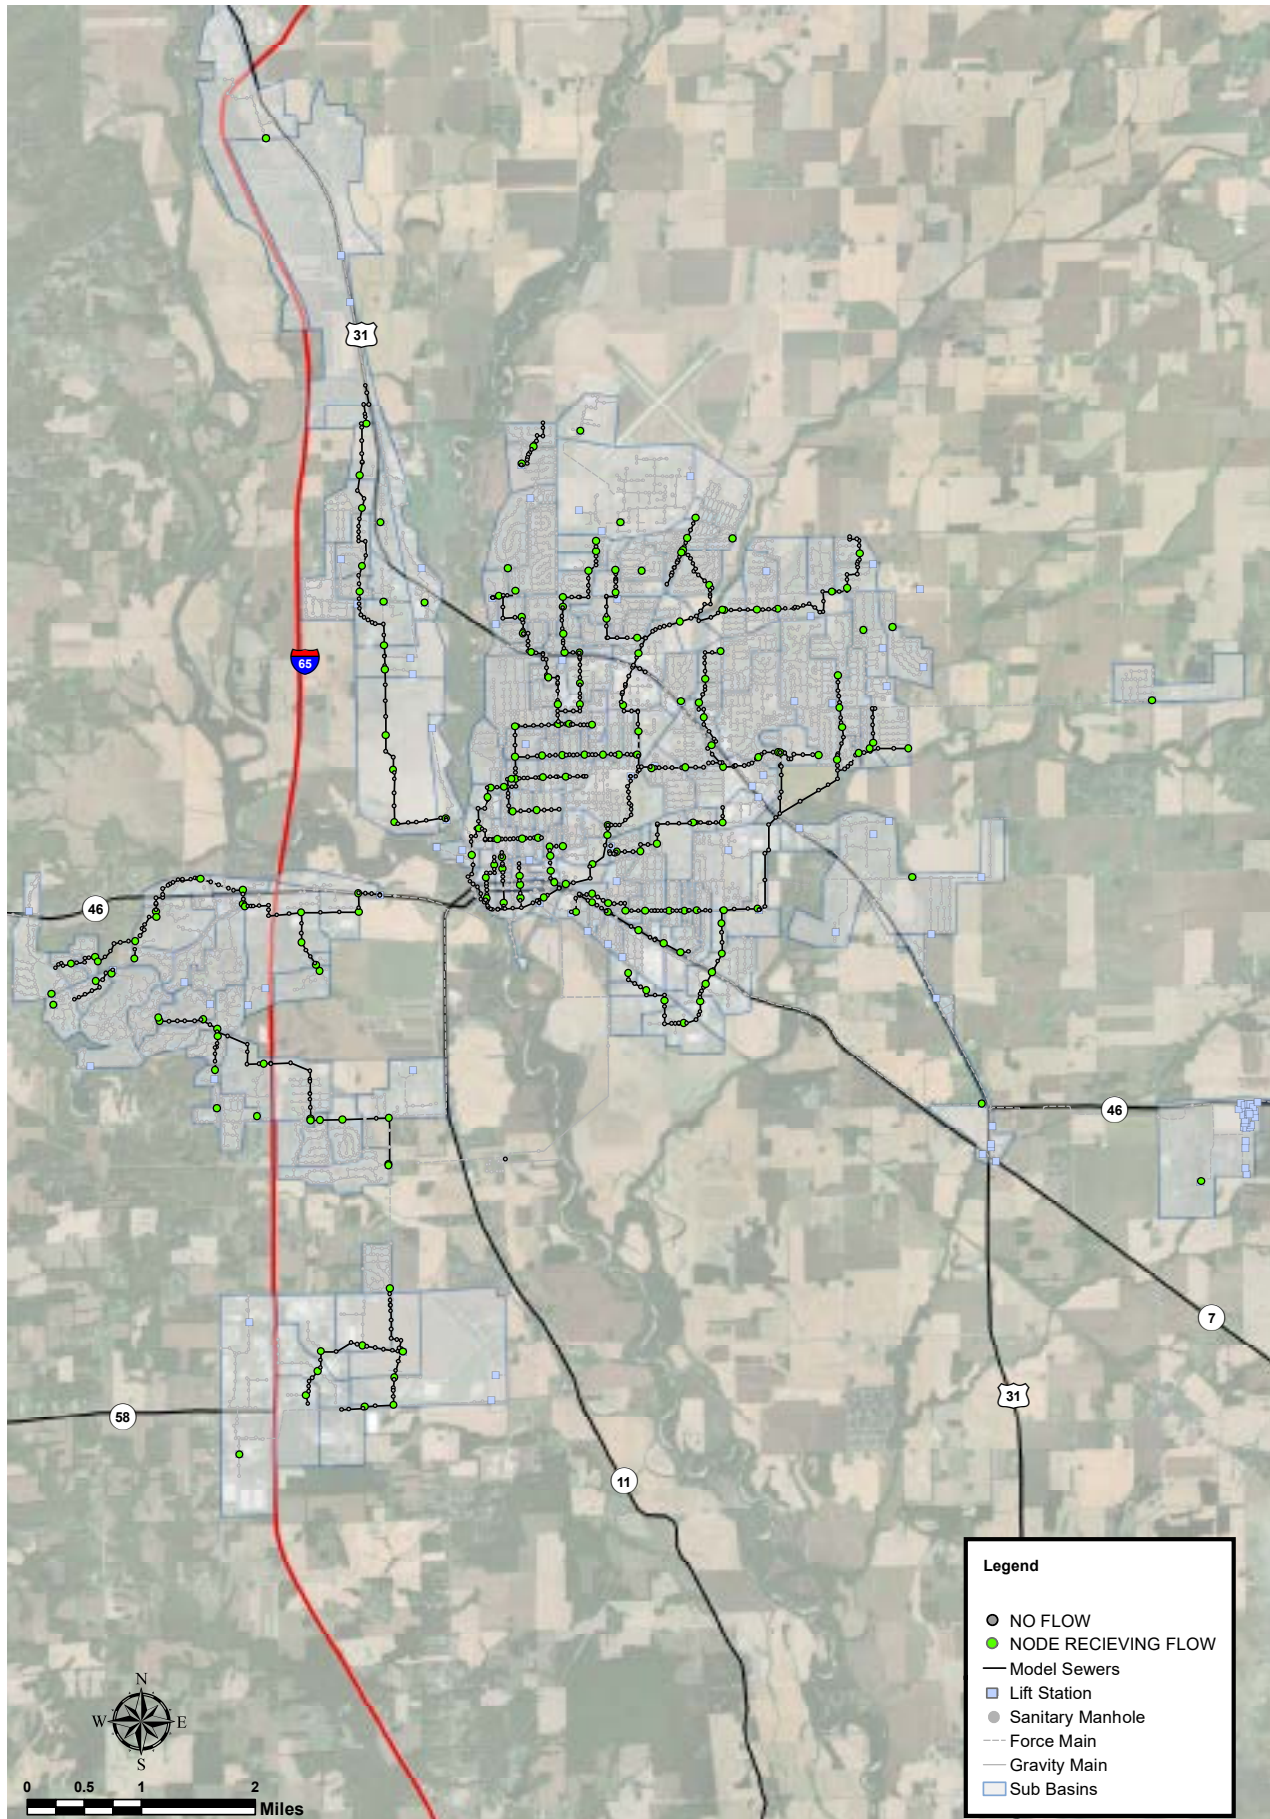 31
65
46
46
7
31
58
11
Legend
NO FLOW
NODE RECIEVING FLOW
Model Sewers
Lift Station
Sanitary Manhole
Force Main
Gravity Main
Sub Basins
N
W E
S
0 0.5 1 2
Miles